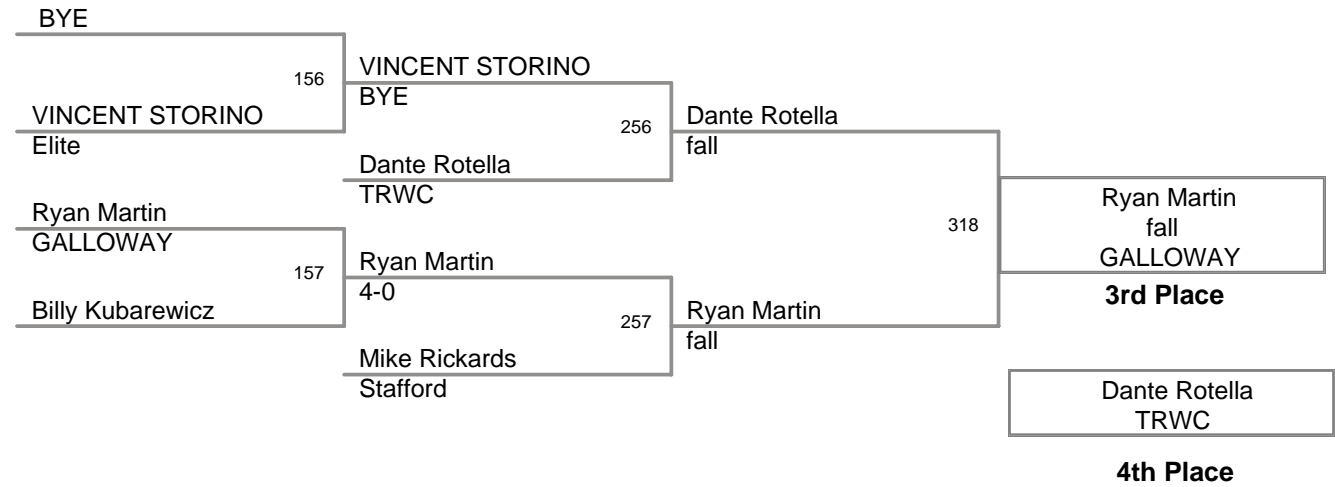 BYE
156
VINCENT STORINO
Elite
VINCENT STORINO
BYE
256
Dante Rotella
TRWC
Dante Rotella
fall
Ryan Martin
GALLOWAY
157
Billy Kubarewicz
Ryan Martin
4-0
257
Mike Rickards
Stafford
Ryan Martin
fall
318
Ryan Martin
fall
GALLOWAY
3rd Place
Dante Rotella
TRWC
4th Place